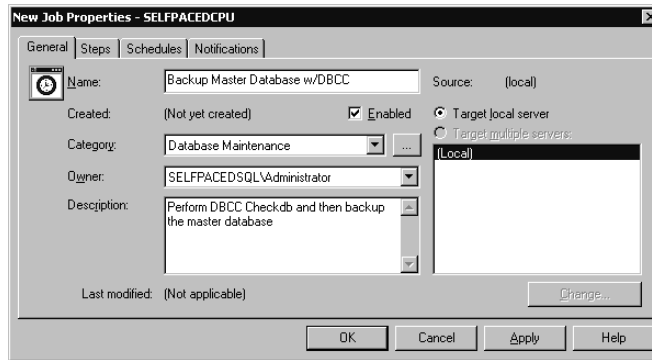 New Job Properties - SELFPACEDCPU
General Steps Schedules Notifications
Name: Backup Master Database w/DBCC
Source: (local)
Created: (Not yet created) Enabled
Target local server
Target multiple servers:
Category: Database Maintenance ...
(Local)
Owner: SELFPACEDSQL\Administrator
Description: Perform DBCC Checkdb and then backup
the master database
Last modified: (Not applicable)
Change...
OK Cancel Apply Help